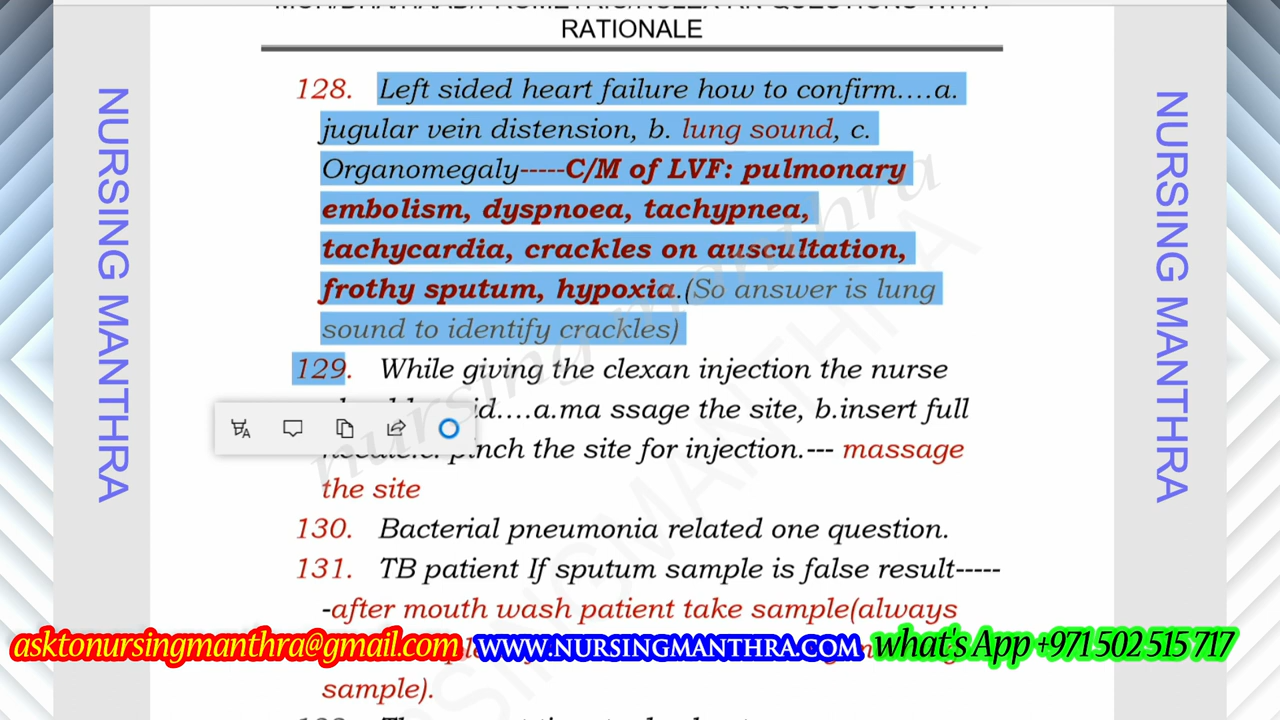 RATIONALE
128. Left sided heart failure how to confirm....a.
jugular vein distension, b. lung sound, c.
Organomegaly-----C/M of LVF: pulmonary
embolism, dyspnoea, tachypnea,
tachycardia, crackles on auscultation,
frothy sputum, hypoxia.(So answer is lung
sound to identify crackles)
129. While giving the clexan injection the nurse
id....a.ma ssage the site, b.insert full
pinch the site for injection.--- massage
the site
130. Bacterial pneumonia related one question.
131. TB patient If sputum sample is false result-----
-after mouth wash patient take sample(always
sample).
NURSING MANTHRA
NURSING MANTHRA
nursing manthra
asktonursingmanthra@gmail.com WWW.NURSINGMANTHRA.COM what's App +971 502 515 717